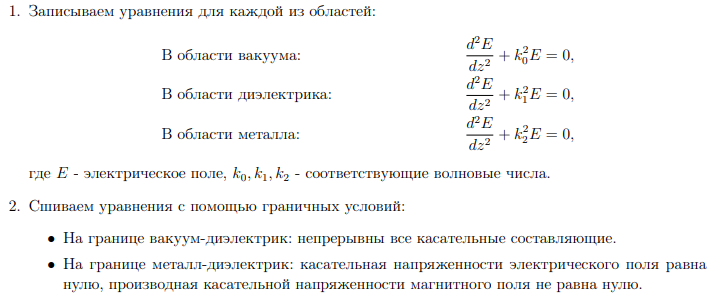 1. Записываем уравнения для каждой из областей:
В области вакуума: \frac{d^2E}{dz^2} + k_0^2E = 0,
В области диэлектрика: \frac{d^2E}{dz^2} + k_1^2E = 0,
В области металла: \frac{d^2E}{dz^2} + k_2^2E = 0,
где E - электрическое поле, k_0, k_1, k_2 - соответствующие волновые числа.
2. Сшиваем уравнения с помощью граничных условий:
• На границе вакуум-диэлектрик: непрерывны все касательные составляющие.
• На границе металл-диэлектрик: касательная напряженности электрического поля равна
нулю, производная касательной напряженности магнитного поля не равна нулю.